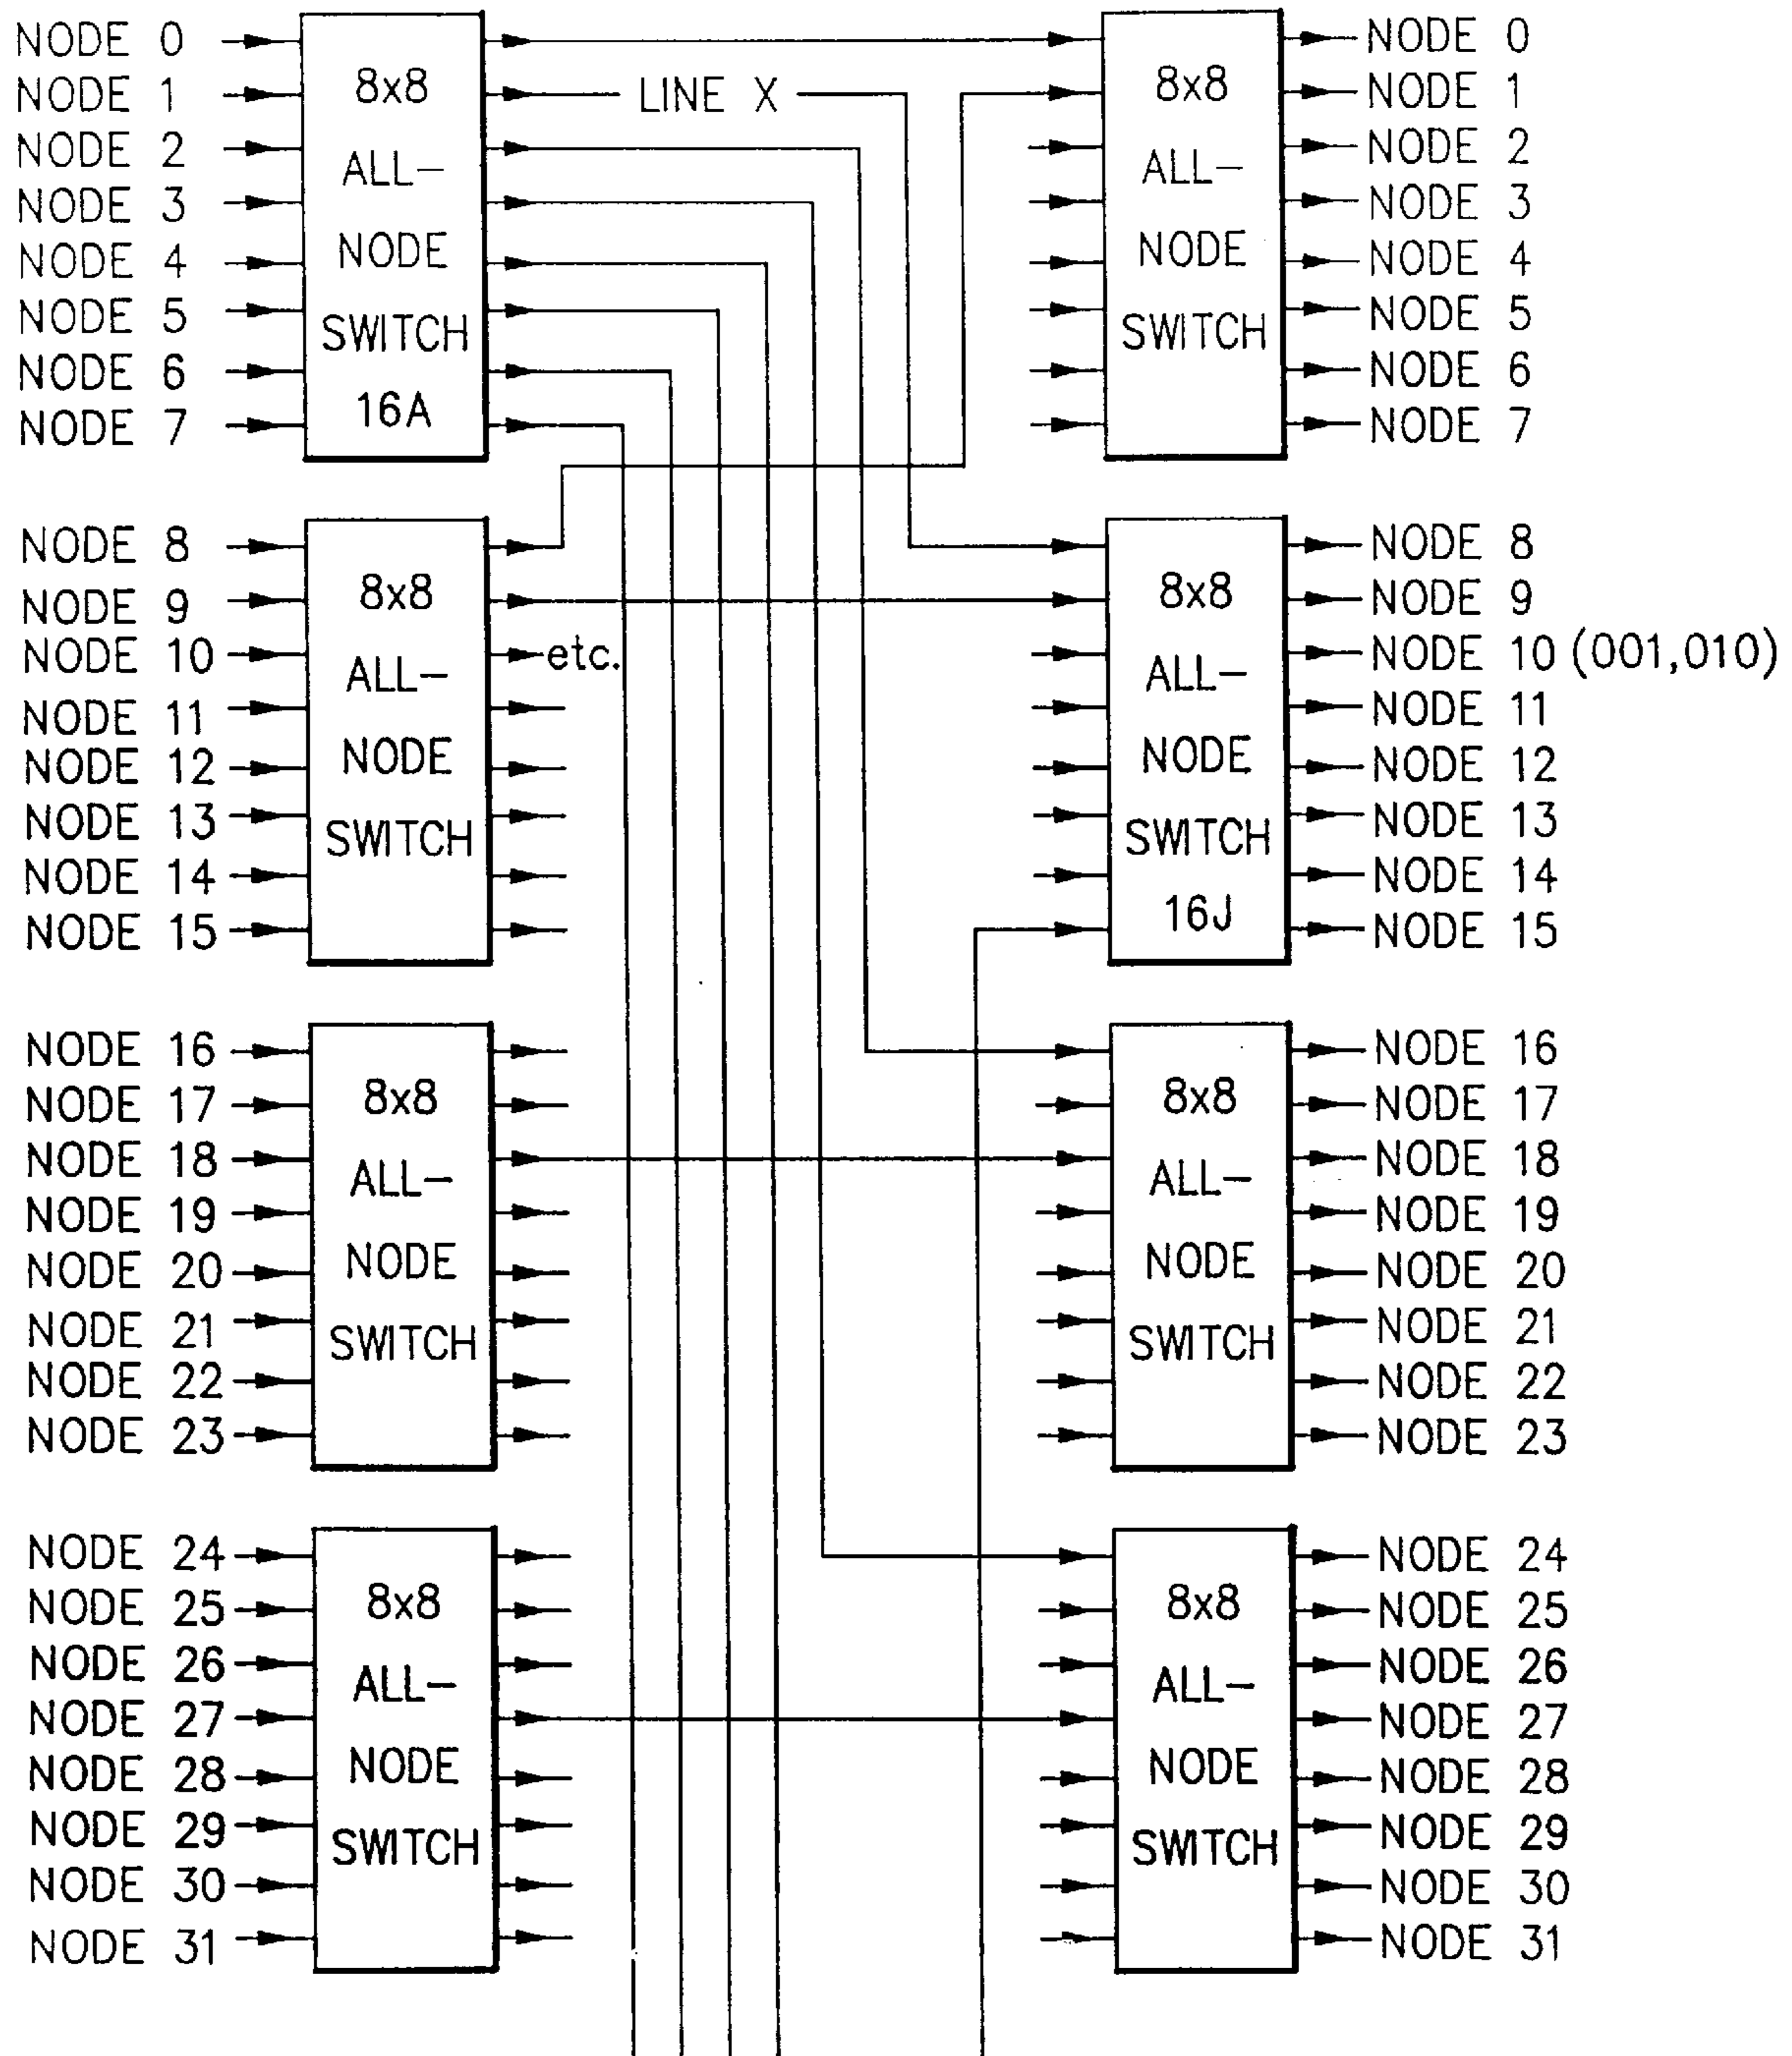 NODE 0
NODE 1
NODE 2
NODE 3
NODE 4
NODE 5
NODE 6
NODE 7
8x8
ALL-
NODE
SWITCH
16A
LINE X
8x8
ALL-
NODE
SWITCH
NODE 0
NODE 1
NODE 2
NODE 3
NODE 4
NODE 5
NODE 6
NODE 7
NODE 8
NODE 9
NODE 10
NODE 11
NODE 12
NODE 13
NODE 14
NODE 15
8x8
ALL-
NODE
SWITCH
etc.
8x8
ALL-
NODE
SWITCH
16J
NODE 8
NODE 9
NODE 10 (001,010)
NODE 11
NODE 12
NODE 13
NODE 14
NODE 15
NODE 16
NODE 17
NODE 18
NODE 19
NODE 20
NODE 21
NODE 22
NODE 23
8x8
ALL-
NODE
SWITCH
8x8
ALL-
NODE
SWITCH
NODE 16
NODE 17
NODE 18
NODE 19
NODE 20
NODE 21
NODE 22
NODE 23
NODE 24
NODE 25
NODE 26
NODE 27
NODE 28
NODE 29
NODE 30
NODE 31
8x8
ALL-
NODE
SWITCH
8x8
ALL-
NODE
SWITCH
NODE 24
NODE 25
NODE 26
NODE 27
NODE 28
NODE 29
NODE 30
NODE 31